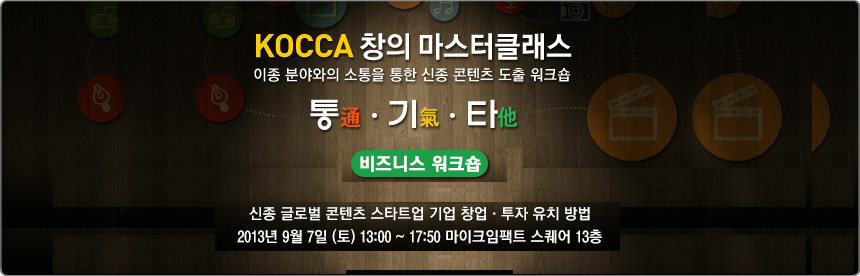 KOCCA 창의 마스터클래스
이종 분야와의 소통을 통한 신종 콘텐츠 도출 워크숍
통通 · 기氣 · 타他
비즈니스 워크숍
신종 글로벌 콘텐츠 스타트업 기업 창업 · 투자 유치 방법
2013년 9월 7일 (토) 13:00 ~ 17:50 마이크임팩트 스퀘어 13층